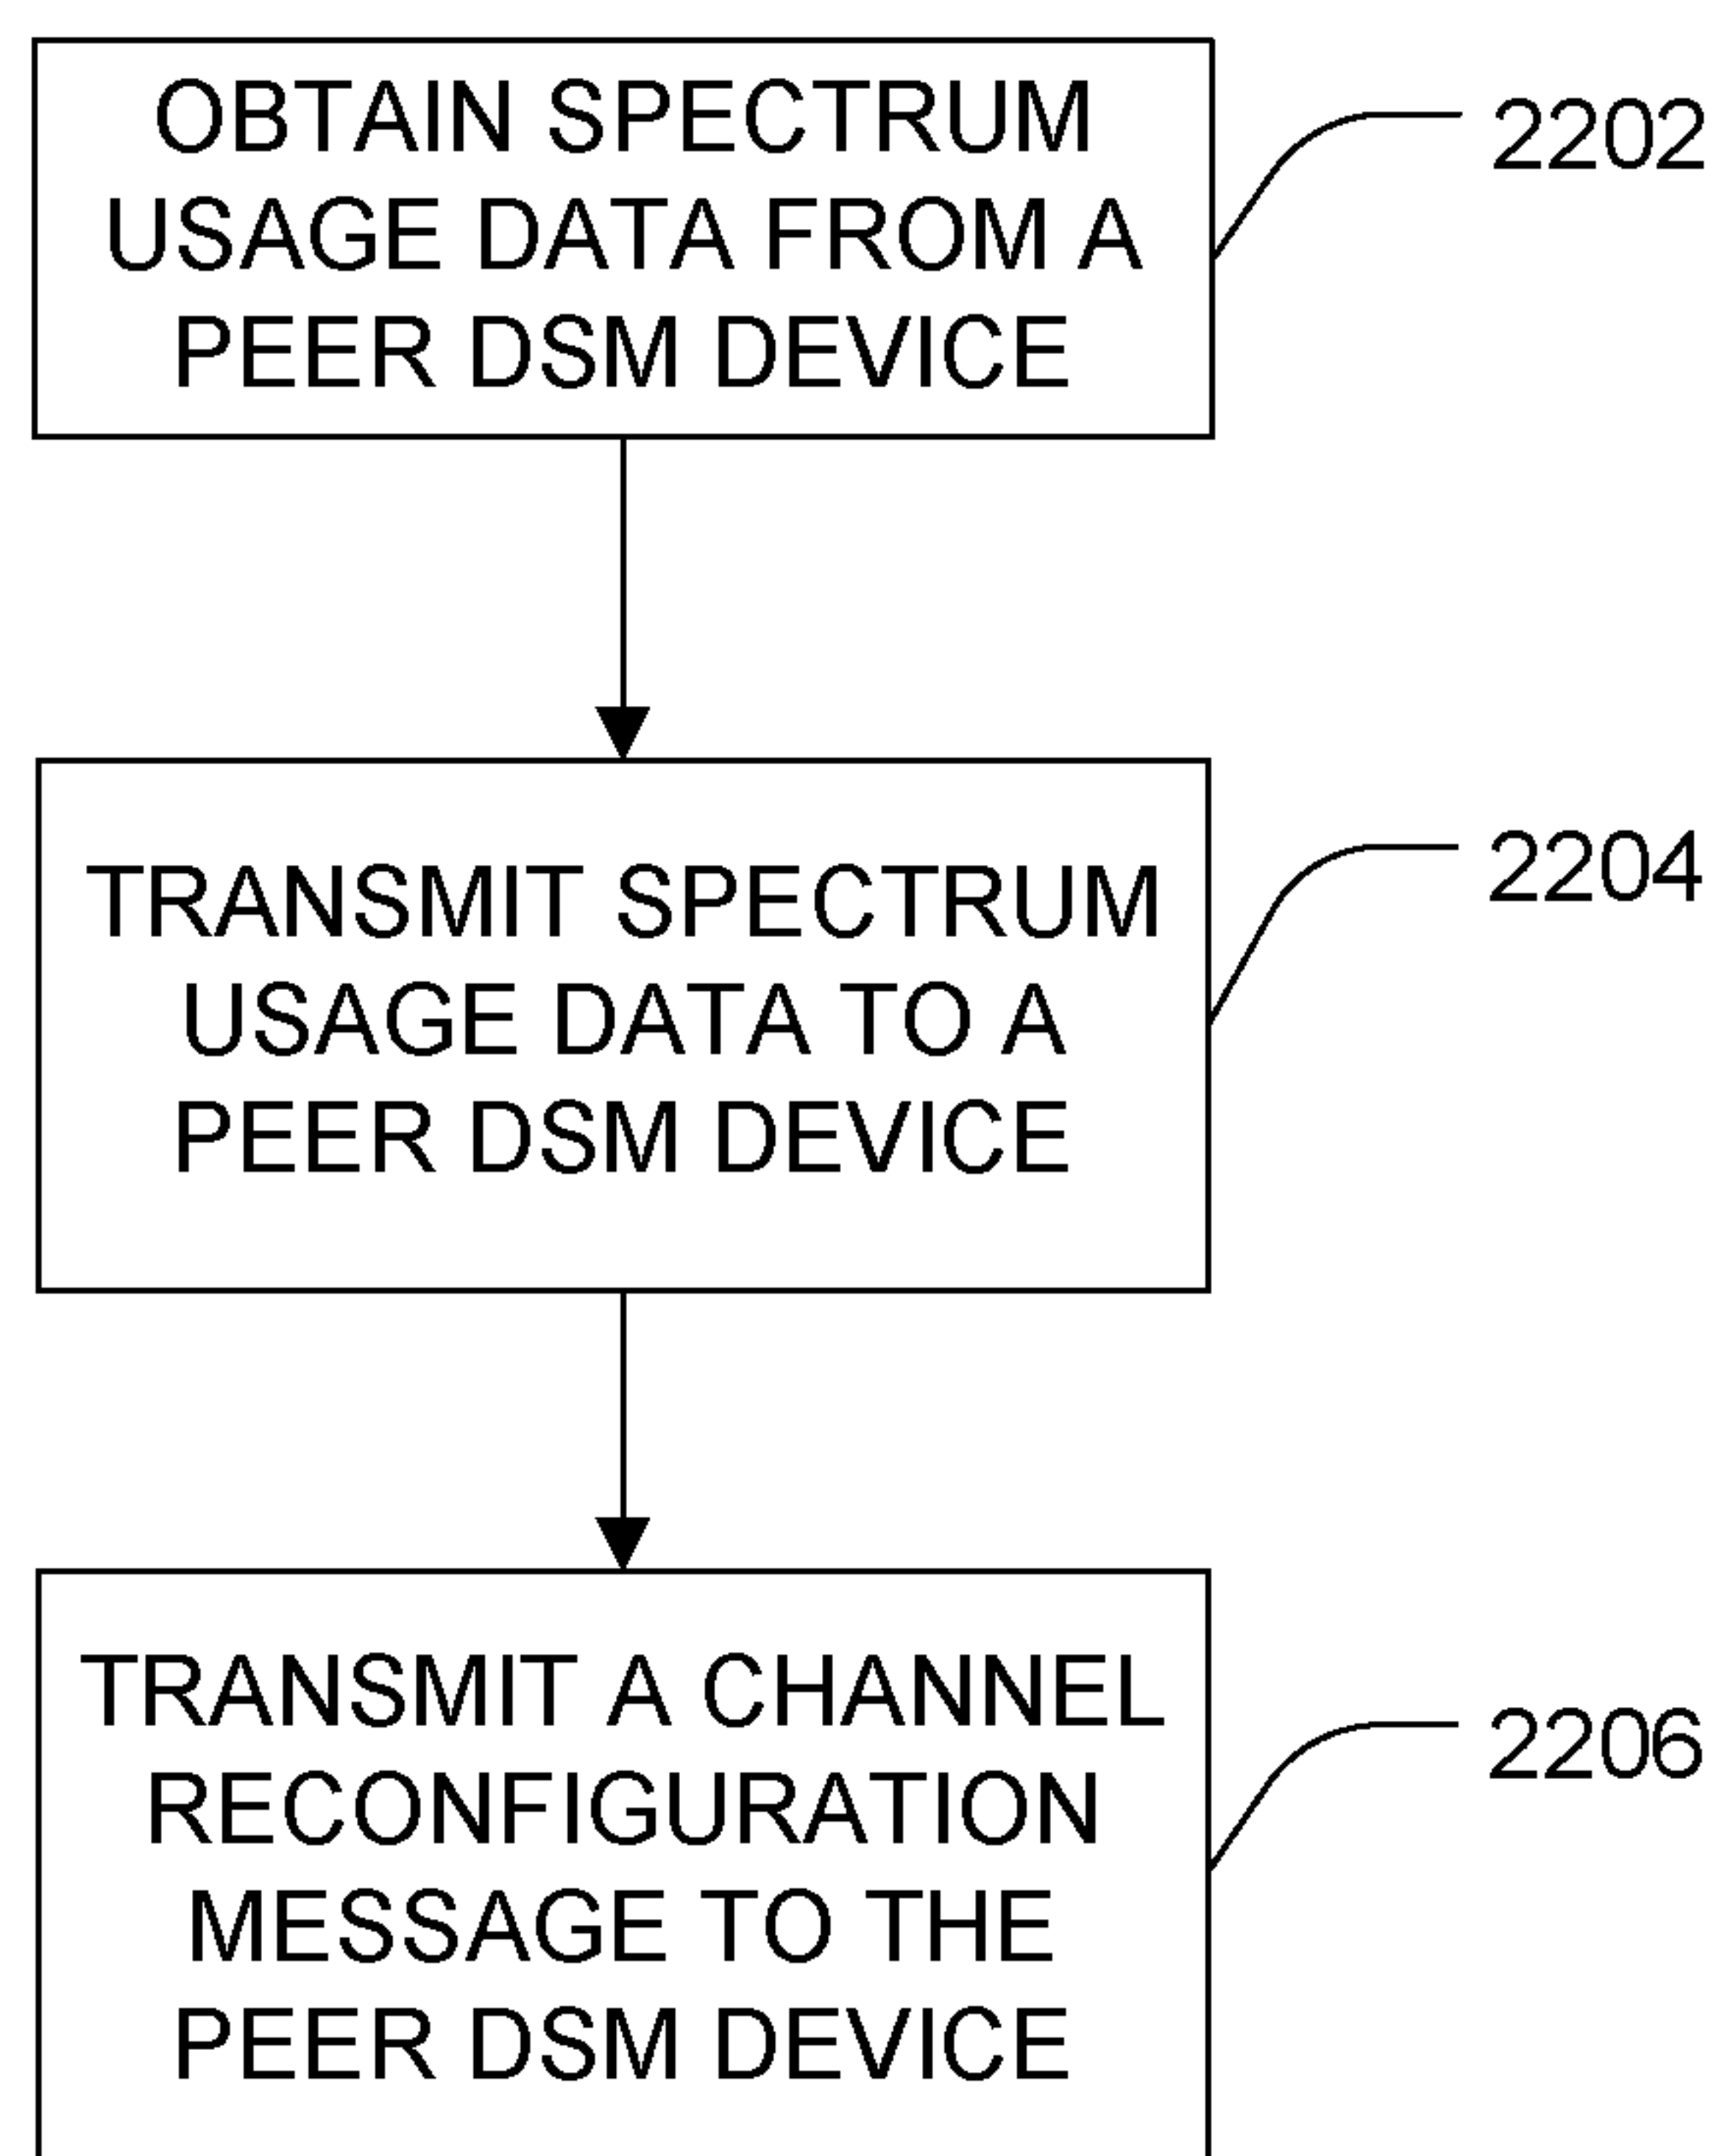 OBTAIN SPECTRUM
USAGE DATA FROM A
PEER DSM DEVICE
2202
TRANSMIT SPECTRUM
USAGE DATA TO A
PEER DSM DEVICE
2204
TRANSMIT A CHANNEL
RECONFIGURATION
MESSAGE TO THE
PEER DSM DEVICE
2206